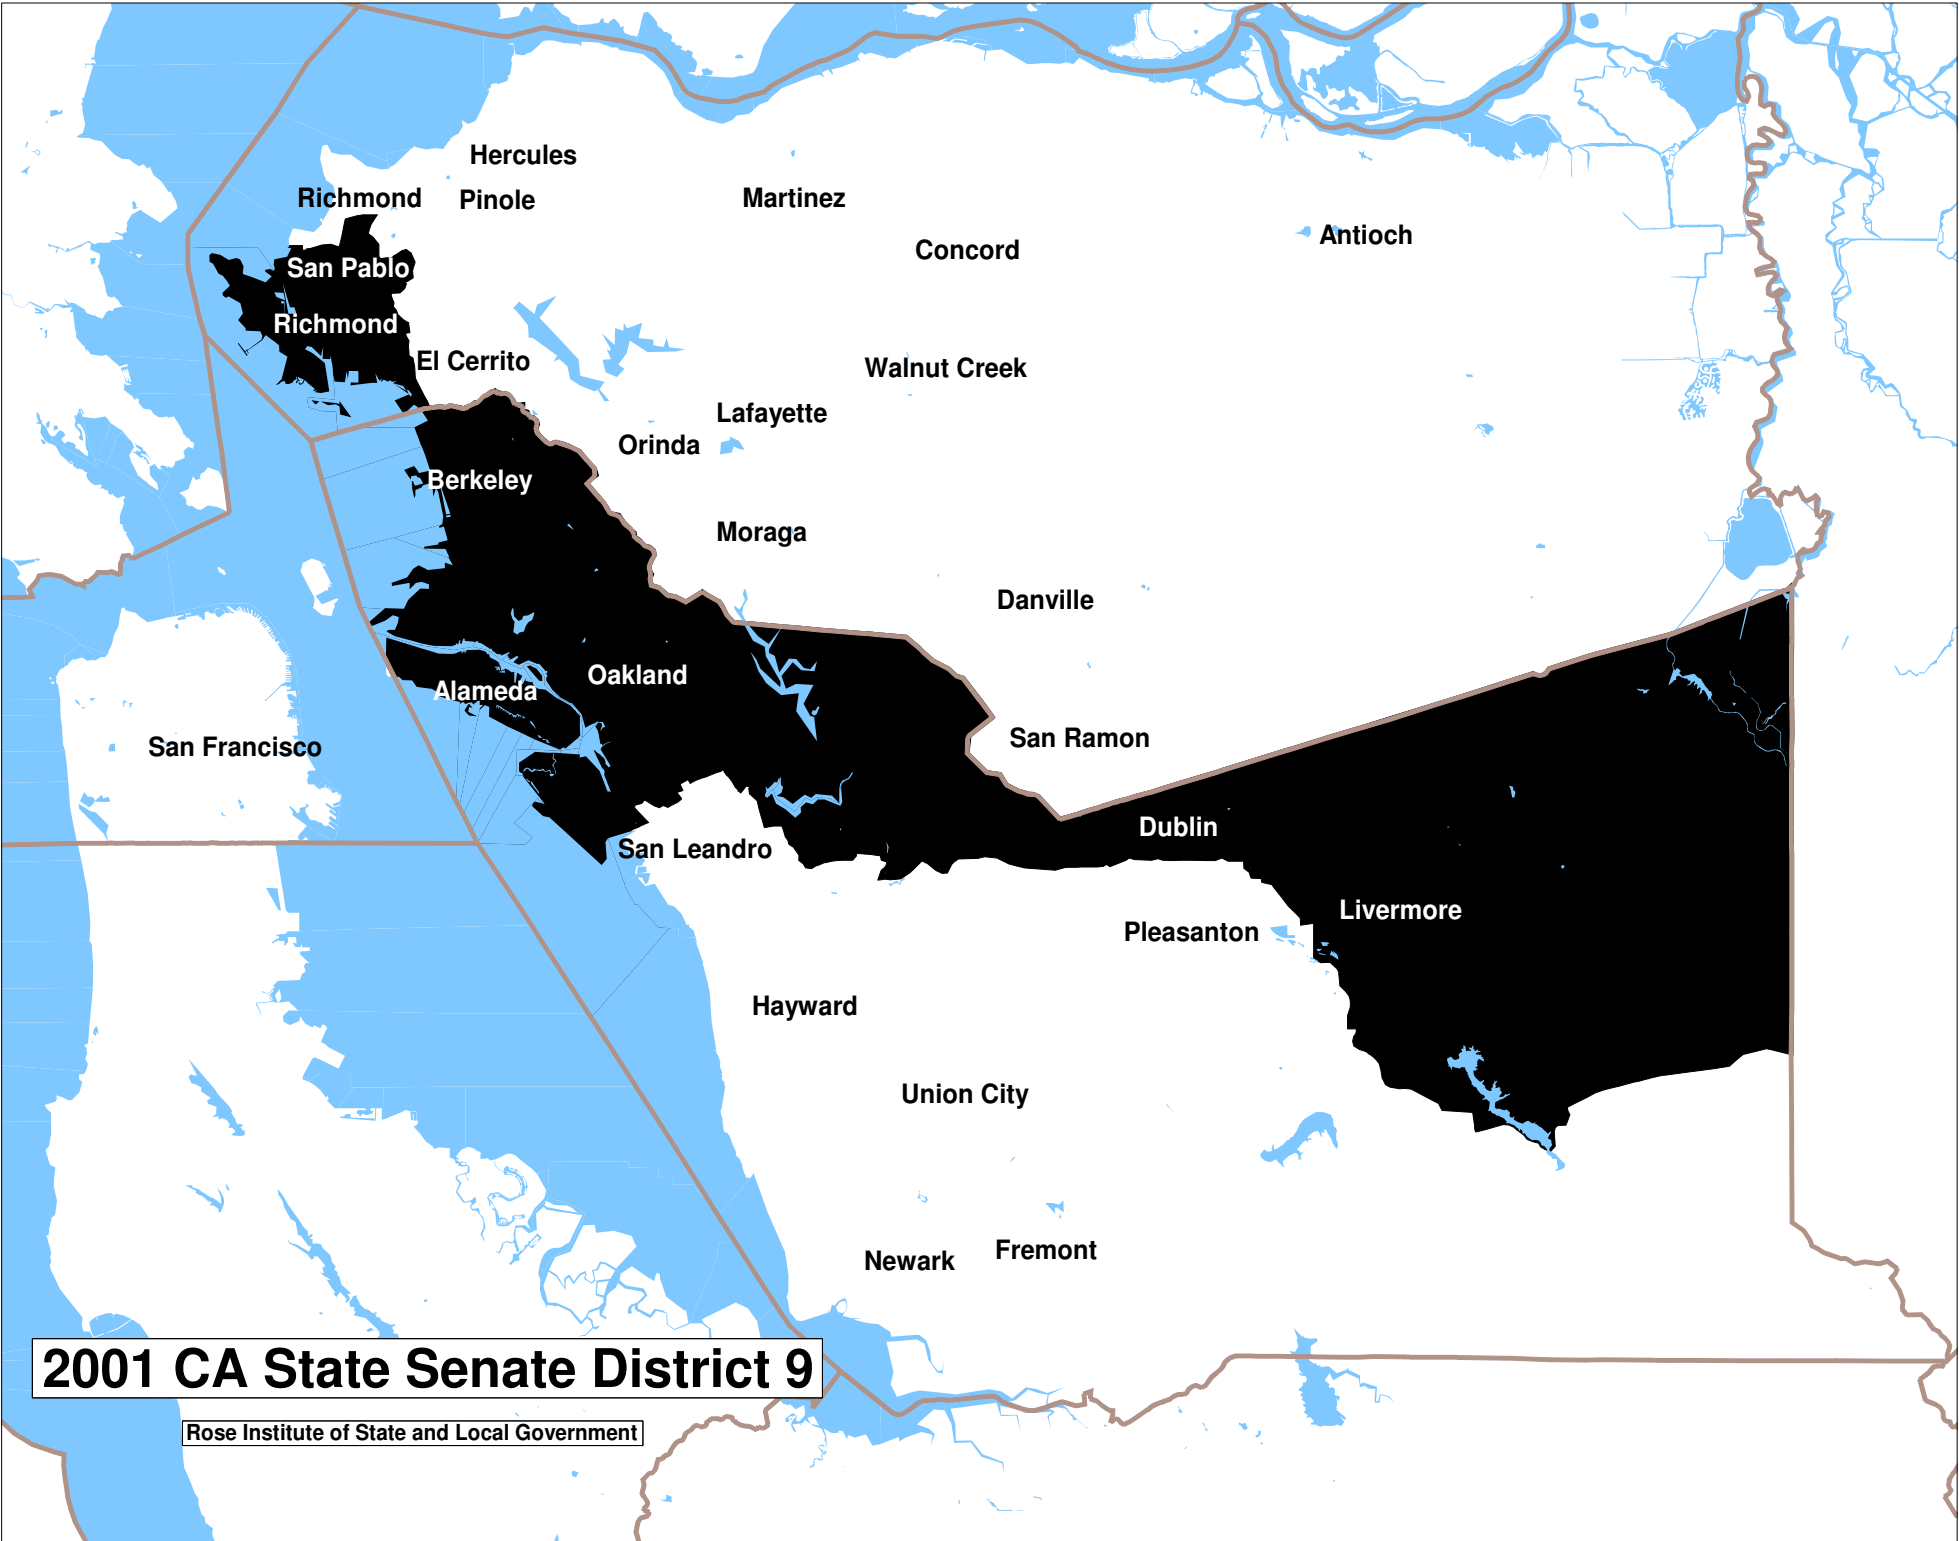 Hercules
Richmond
Pinole
Martinez
Antioch
Concord
San Pablo
Richmond
El Cerrito
Walnut Creek
Lafayette
Orinda
Berkeley
Moraga
Danville
Oakland
Alameda
San Ramon
San Francisco
Dublin
San Leandro
Livermore
Pleasanton
Hayward
Union City
Fremont
Newark
2001 CA State Senate District 9
Rose Institute of State and Local Government